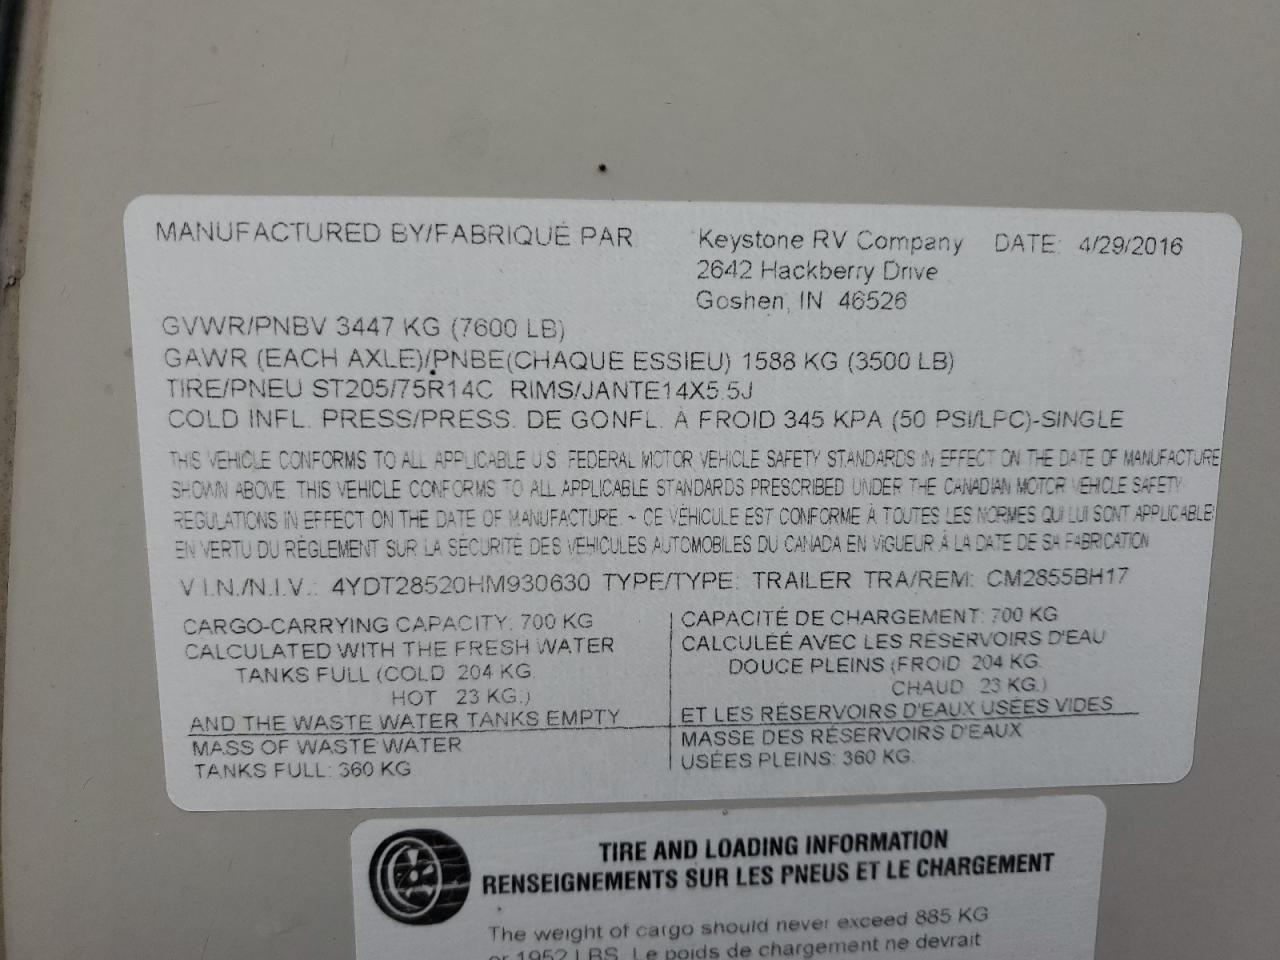 MANUFACTURED BY/FABRIQUÉ PAR Keystone RV Company DATE: 4/29/2016
2642 Hackberry Drive
Goshen, IN 46526
GVWR/PNBV 3447 KG (7600 LB)
GAWR (EACH AXLE)/PNBE(CHAQUE ESSIEU) 1588 KG (3500 LB)
TIRE/PNEU ST205/75R14C RIMS/JANTE14X5.5J
COLD INFL. PRESS/PRESS. DE GONFL. À FROID 345 KPA (50 PSI/LPC)-SINGLE
THIS VEHICLE CONFORMS TO ALL APPLICABLE U.S. FEDERAL MOTOR VEHICLE SAFETY STANDARDS IN EFFECT ON THE DATE OF MANUFACTURE
SHOWN ABOVE. THIS VEHICLE CONFORMS TO ALL APPLICABLE STANDARDS PRESCRIBED UNDER THE CANADIAN MOTOR VEHICLE SAFETY
REGULATIONS IN EFFECT ON THE DATE OF MANUFACTURE. ~ CE VÉHICULE EST CONFORME À TOUTES LES NORMES QUI LUI SONT APPLICABLES
EN VERTU DU RÈGLEMENT SUR LA SÉCURITÉ DES VÉHICULES AUTOMOBILES DU CANADA EN VIGUEUR À LA DATE DE SA FABRICATION
V.I.N./N.I.V.: 4YDT28520HM930630 TYPE/TYPE: TRAILER TRA/REM: CM2855BH17
CARGO-CARRYING CAPACITY: 700 KG
CALCULATED WITH THE FRESH WATER
TANKS FULL (COLD 204 KG.
HOT 23 KG.)
AND THE WASTE WATER TANKS EMPTY
MASS OF WASTE WATER
TANKS FULL: 360 KG
CAPACITÉ DE CHARGEMENT: 700 KG
CALCULÉE AVEC LES RÉSERVOIRS D'EAU
DOUCE PLEINS (FROID 204 KG.
CHAUD 23 KG.)
ET LES RÉSERVOIRS D'EAUX USÉES VIDES
MASSE DES RÉSERVOIRS D'EAUX
USÉES PLEINS: 360 KG.
TIRE AND LOADING INFORMATION
RENSEIGNEMENTS SUR LES PNEUS ET LE CHARGEMENT
The weight of cargo should never exceed 885 KG
or 1952 LBS. Le poids de chargement ne devrait